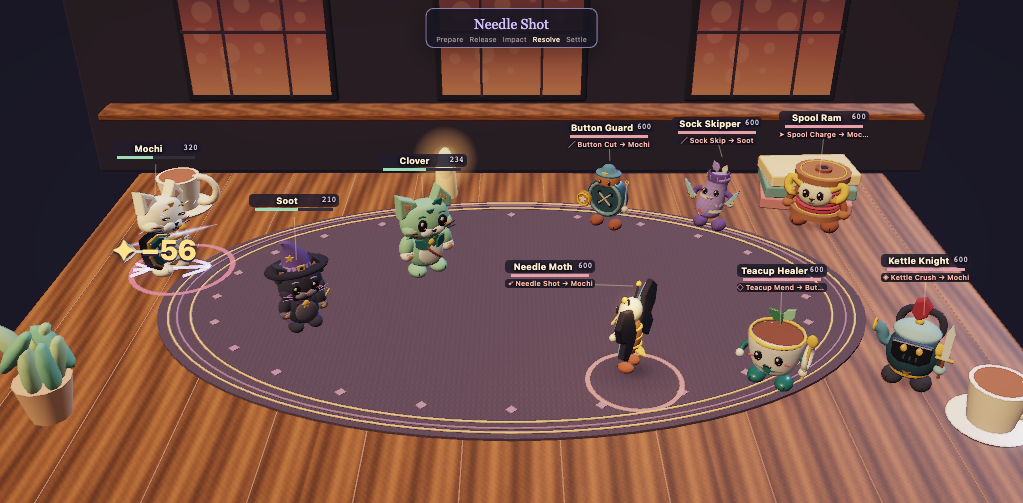 Needle Shot
Prepare Release Impact Resolve Settle
Mochi 320
Clover 234
Soot 210
Button Guard 600
Button Cut → Mochi
Sock Skipper 600
Sock Skip → Soot
Spool Ram 600
Spool Charge → Moc...
Needle Moth 600
Needle Shot → Mochi
Teacup Healer 600
Teacup Mend → But...
Kettle Knight 600
Kettle Crush → Mochi
-56